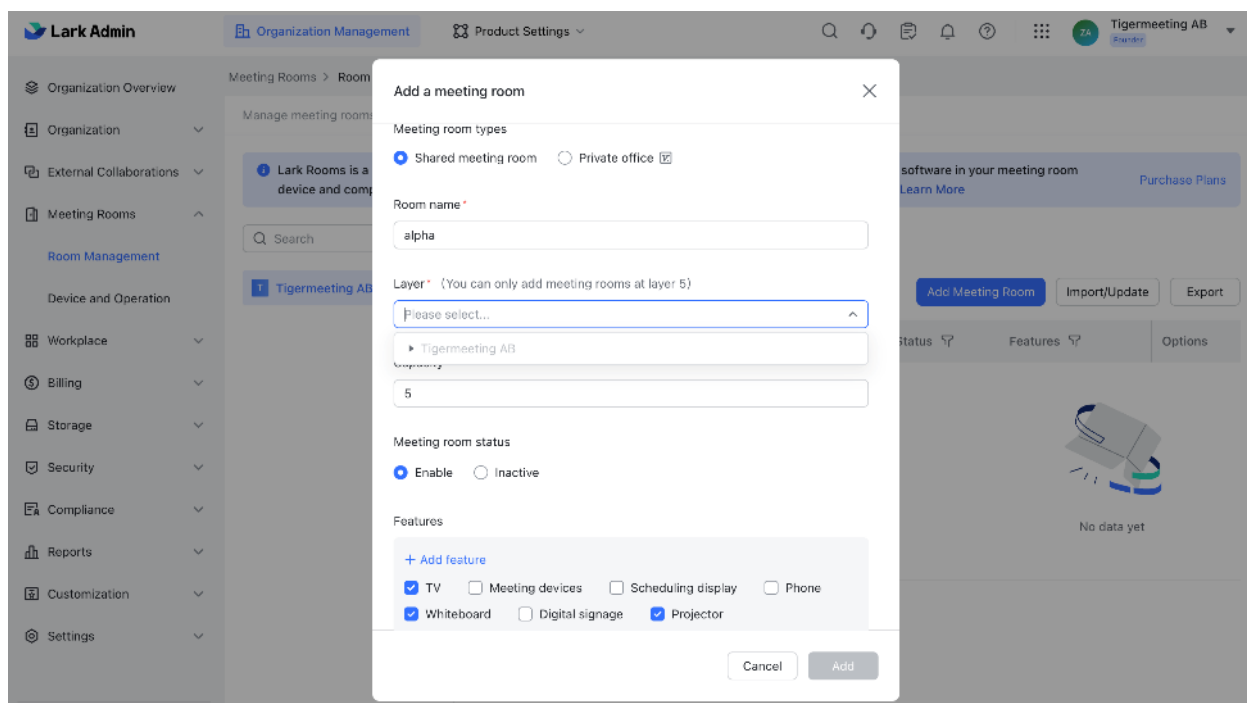 Lark Admin
Organization Management
Product Settings
ZA
Tigermeeting AB
Founder
Organization Overview
Organization
External Collaborations
Meeting Rooms
Room Management
Device and Operation
Workplace
Billing
Storage
Security
Compliance
Reports
Customization
Settings
Meeting Rooms > Room
Manage meeting rooms
Lark Rooms is a
device and comp
software in your meeting room
Learn More
Purchase Plans
Search
T Tigermeeting AB
Add Meeting Room
Import/Update
Export
Status
Features
Options
No data yet
Add a meeting room
Meeting room types
Shared meeting room
Private office
Room name*
alpha
Layer* (You can only add meeting rooms at layer 5)
Please select...
Tigermeeting AB
Capacity
5
Meeting room status
Enable
Inactive
Features
+ Add feature
TV
Meeting devices
Scheduling display
Phone
Whiteboard
Digital signage
Projector
Cancel
Add